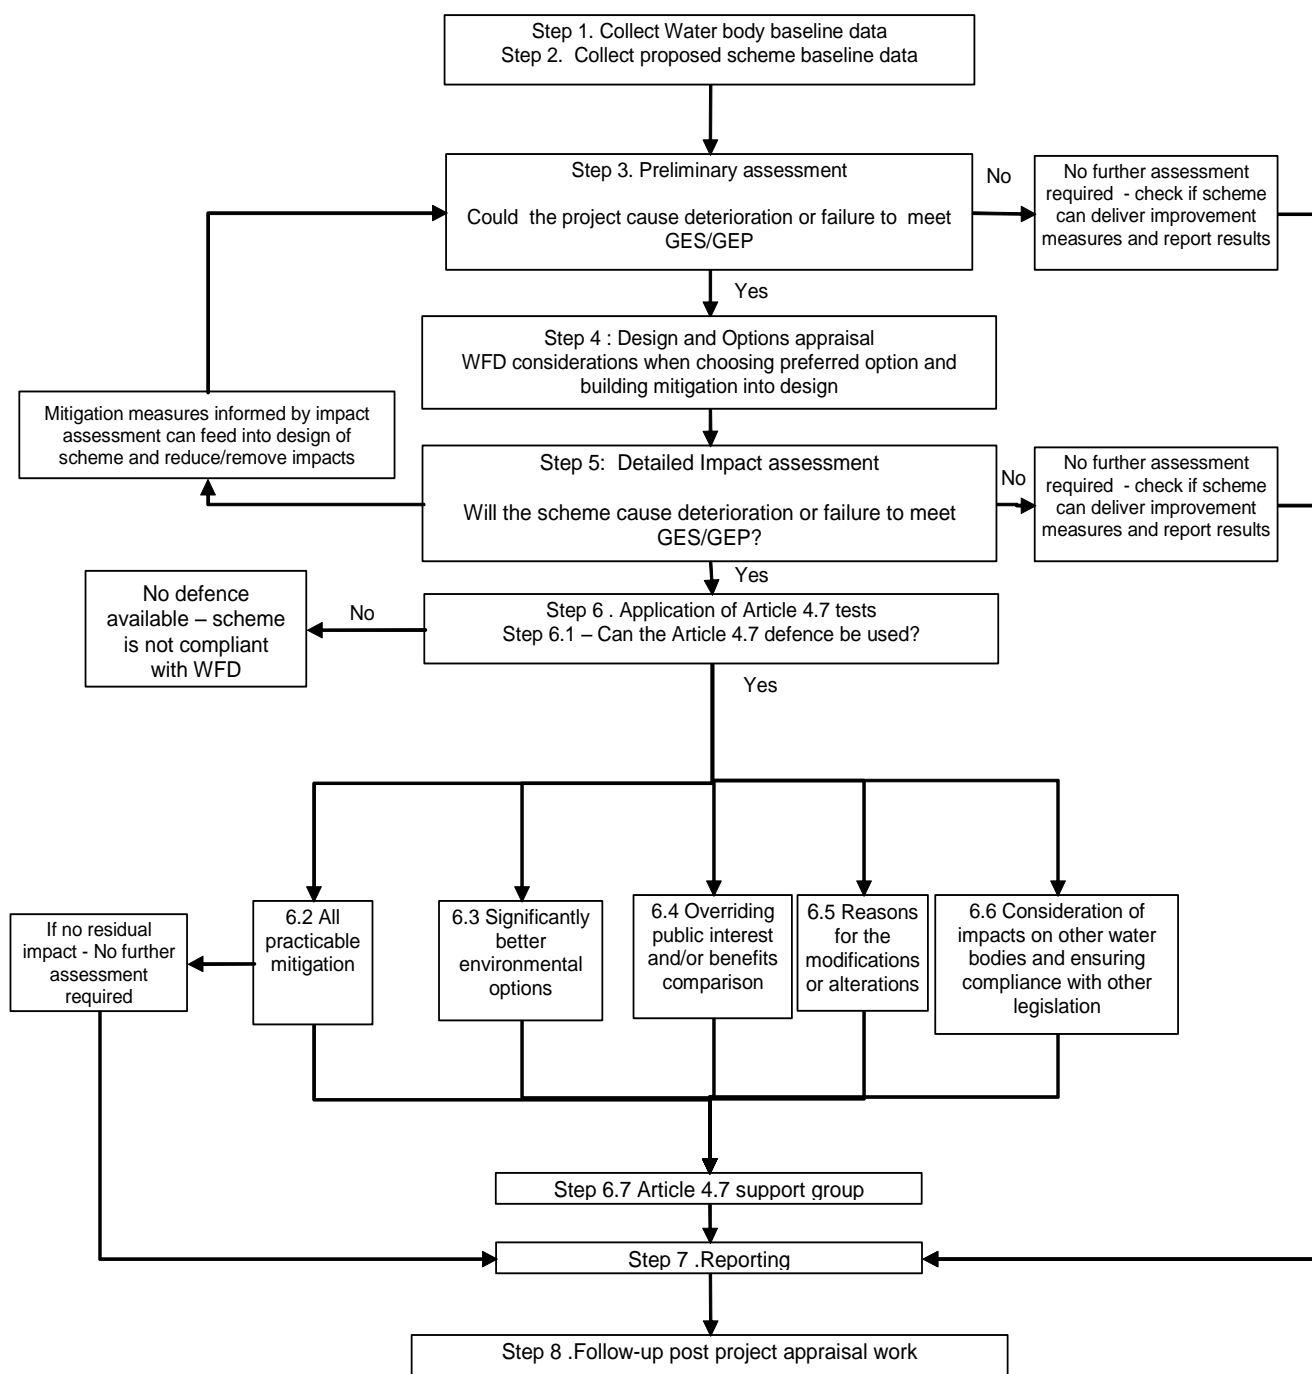 Step 1. Collect Water body baseline data
Step 2. Collect proposed scheme baseline data
Step 3. Preliminary assessment
Could the project cause deterioration or failure to meet
GES/GEP
No
No further assessment
required - check if scheme
can deliver improvement
measures and report results
Yes
Step 4 : Design and Options appraisal
WFD considerations when choosing preferred option and
building mitigation into design
Mitigation measures informed by impact
assessment can feed into design of
scheme and reduce/remove impacts
Step 5: Detailed Impact assessment
Will the scheme cause deterioration or failure to meet
GES/GEP?
No
No further assessment
required - check if scheme
can deliver improvement
measures and report results
Yes
Step 6 . Application of Article 4.7 tests
Step 6.1 – Can the Article 4.7 defence be used?
No
No defence
available – scheme
is not compliant
with WFD
Yes
If no residual
impact - No further
assessment
required
6.2 All
practicable
mitigation
6.3 Significantly
better
environmental
options
6.4 Overriding
public interest
and/or benefits
comparison
6.5 Reasons
for the
modifications
or alterations
6.6 Consideration of
impacts on other water
bodies and ensuring
compliance with other
legislation
Step 6.7 Article 4.7 support group
Step 7 .Reporting
Step 8 .Follow-up post project appraisal work